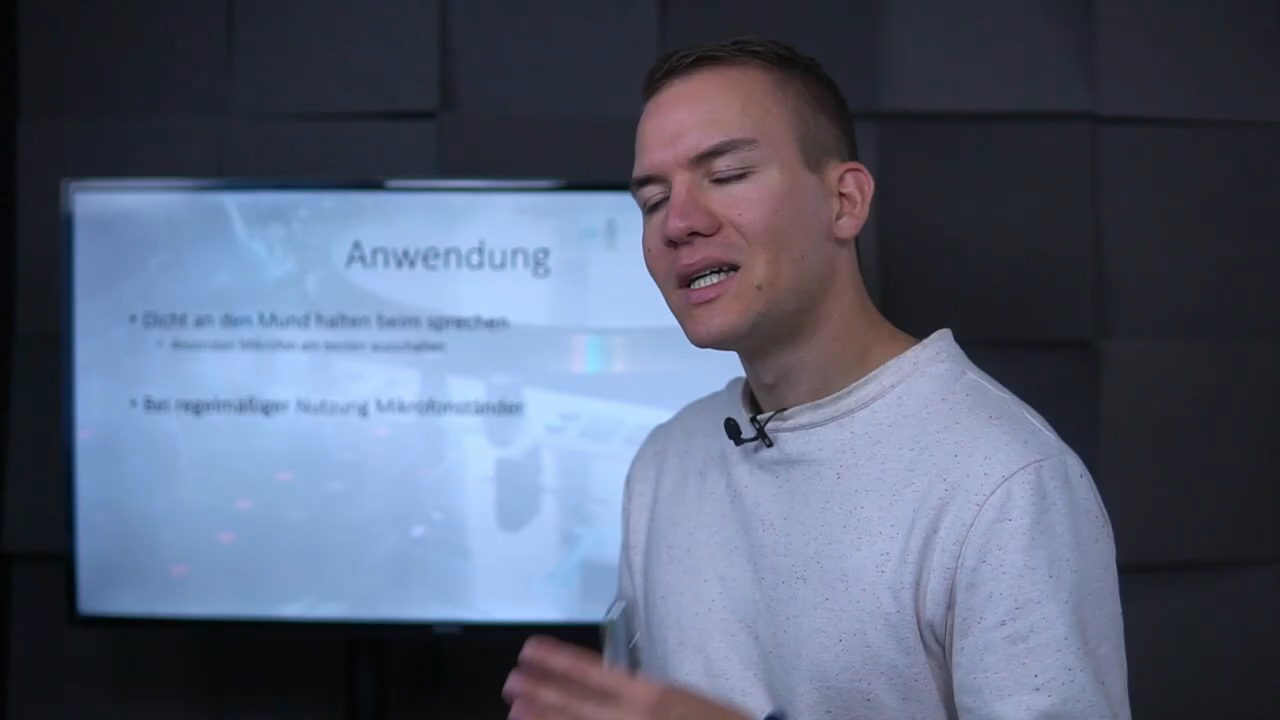 Anwendung
• Dicht an den Mund halten beim sprechen
• Bei regelmäßiger Nutzung Mikrofonständer